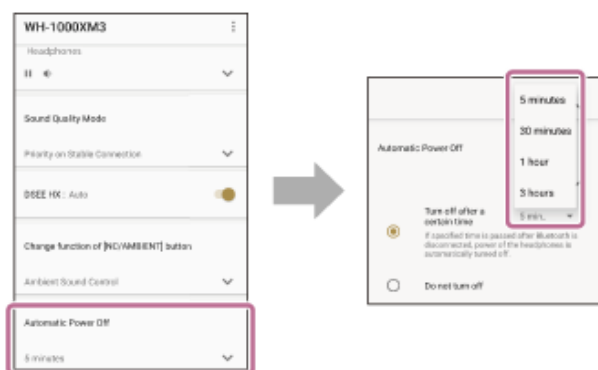 WH-1000XM3
Headphones
Sound Quality Mode
Priority on Stable Connection
DSEE HX : Auto
Change function of [NC/AMBIENT] button
Ambient Sound Control
Automatic Power Off
5 minutes
5 minutes
30 minutes
1 hour
3 hours
Automatic Power Off
Turn off after a
certain time
5 min.
If specified time is passed after Bluetooth is
disconnected, power of the headphones is
automatically turned off.
Do not turn off